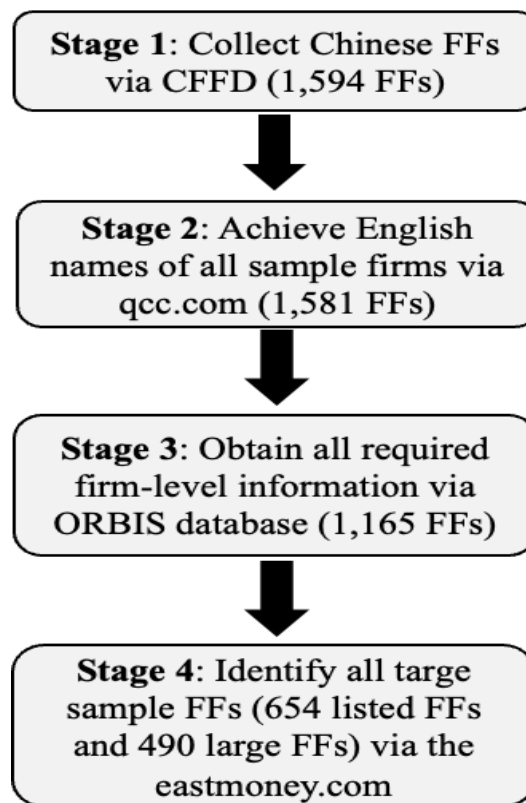 Stage 1: Collect Chinese FFs
via CFFD (1,594 FFs)
Stage 2: Achieve English
names of all sample firms via
qcc.com (1,581 FFs)
Stage 3: Obtain all required
firm-level information via
ORBIS database (1,165 FFs)
Stage 4: Identify all targe
sample FFs (654 listed FFs
and 490 large FFs) via the
eastmoney.com